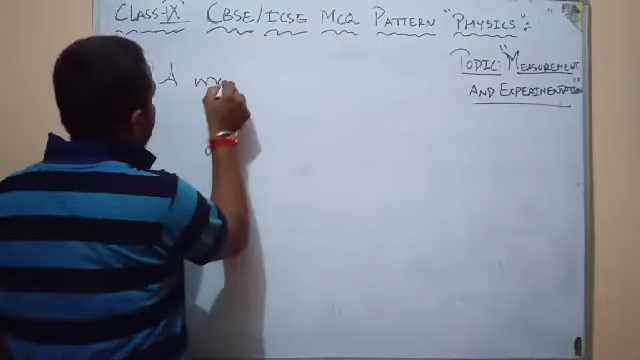 CLASS-"X" CBSE/ICSE MCQ PATTERN "PHYSICS":
TOPIC: "MEASUREMENT
AND EXPERIMENTATION"
A